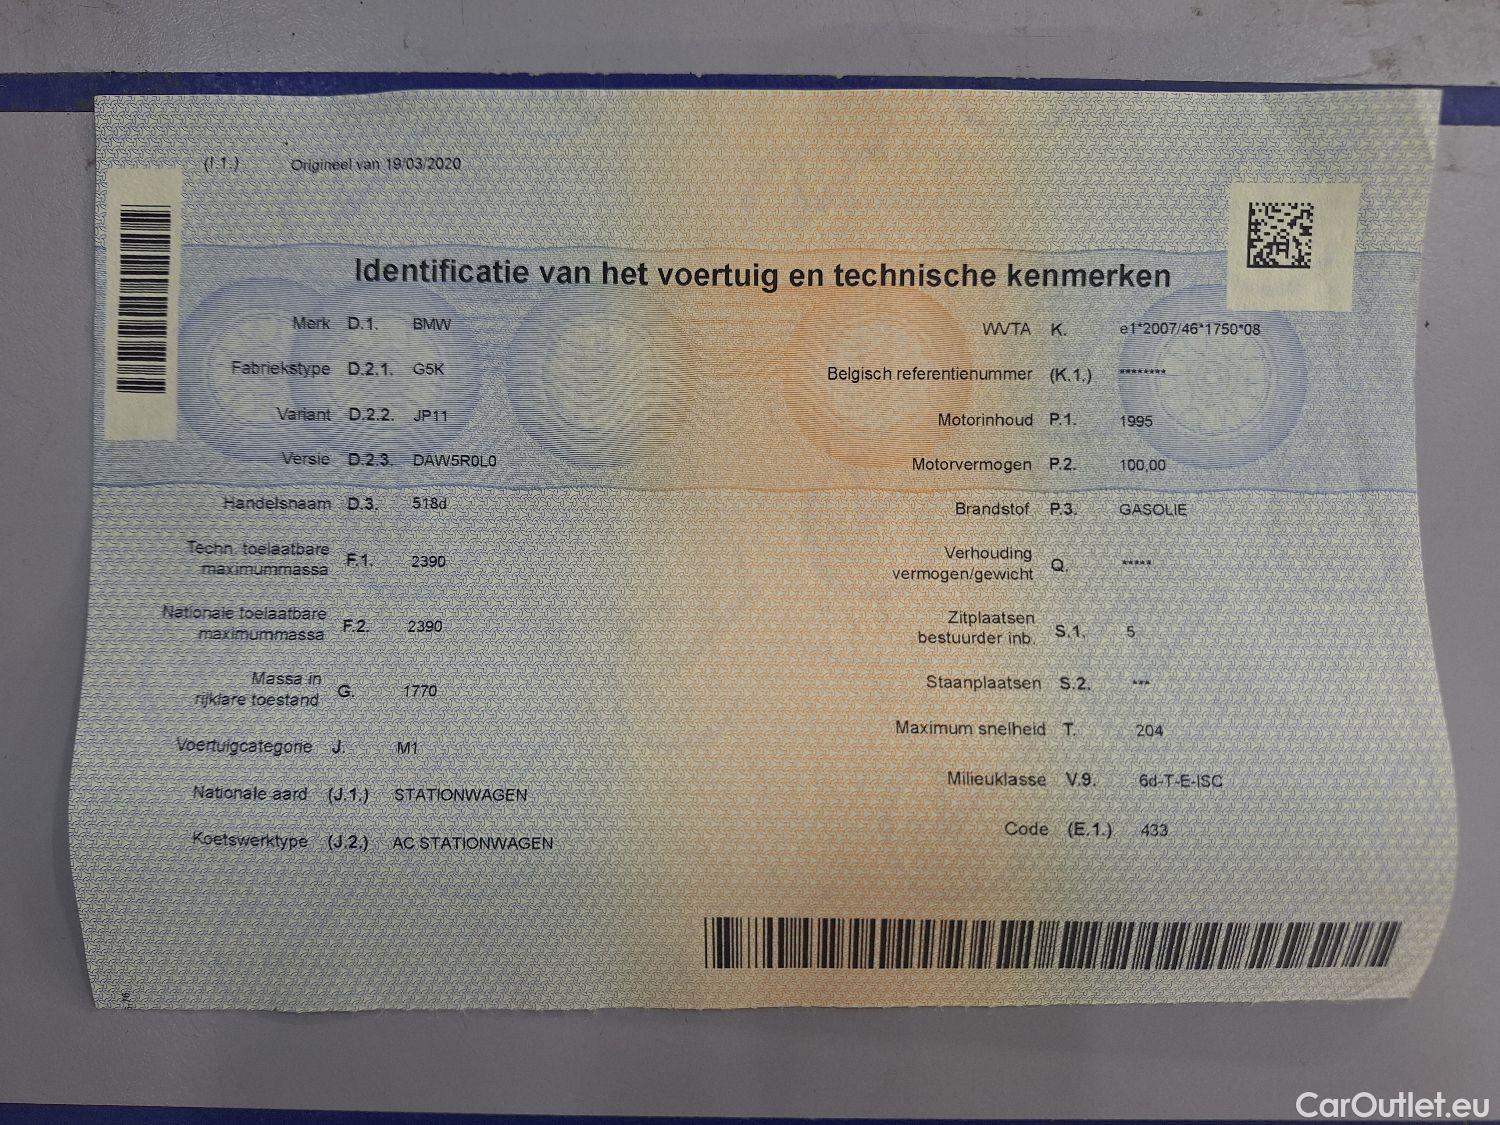 (I.1.) Origineel van 19/03/2020
Identificatie van het voertuig en technische kenmerken
Merk D.1. BMW
Fabriekstype D.2.1. G5K
Variant D.2.2. JP11
Versie D.2.3. DAW5R0L0
Handelsnaam D.3. 518d
Techn. toelaatbare
maximummassa F.1. 2390
Nationale toelaatbare
maximummassa F.2. 2390
Massa in
rijklare toestand G. 1770
Voertuigcategorie J. M1
Nationale aard (J.1.) STATIONWAGEN
Koetswerktype (J.2.) AC STATIONWAGEN
WVTA K. e1*2007/46*1750*08
Belgisch referentienummer (K.1.) ********
Motorinhoud P.1. 1995
Motorvermogen P.2. 100,00
Brandstof P.3. GASOLIE
Verhouding
vermogen/gewicht Q. *****
Zitplaatsen
bestuurder inb. S.1. 5
Staanplaatsen S.2. ***
Maximum snelheid T. 204
Milieuklasse V.9. 6d-T-E-ISC
Code (E.1.) 433
CarOutlet.eu